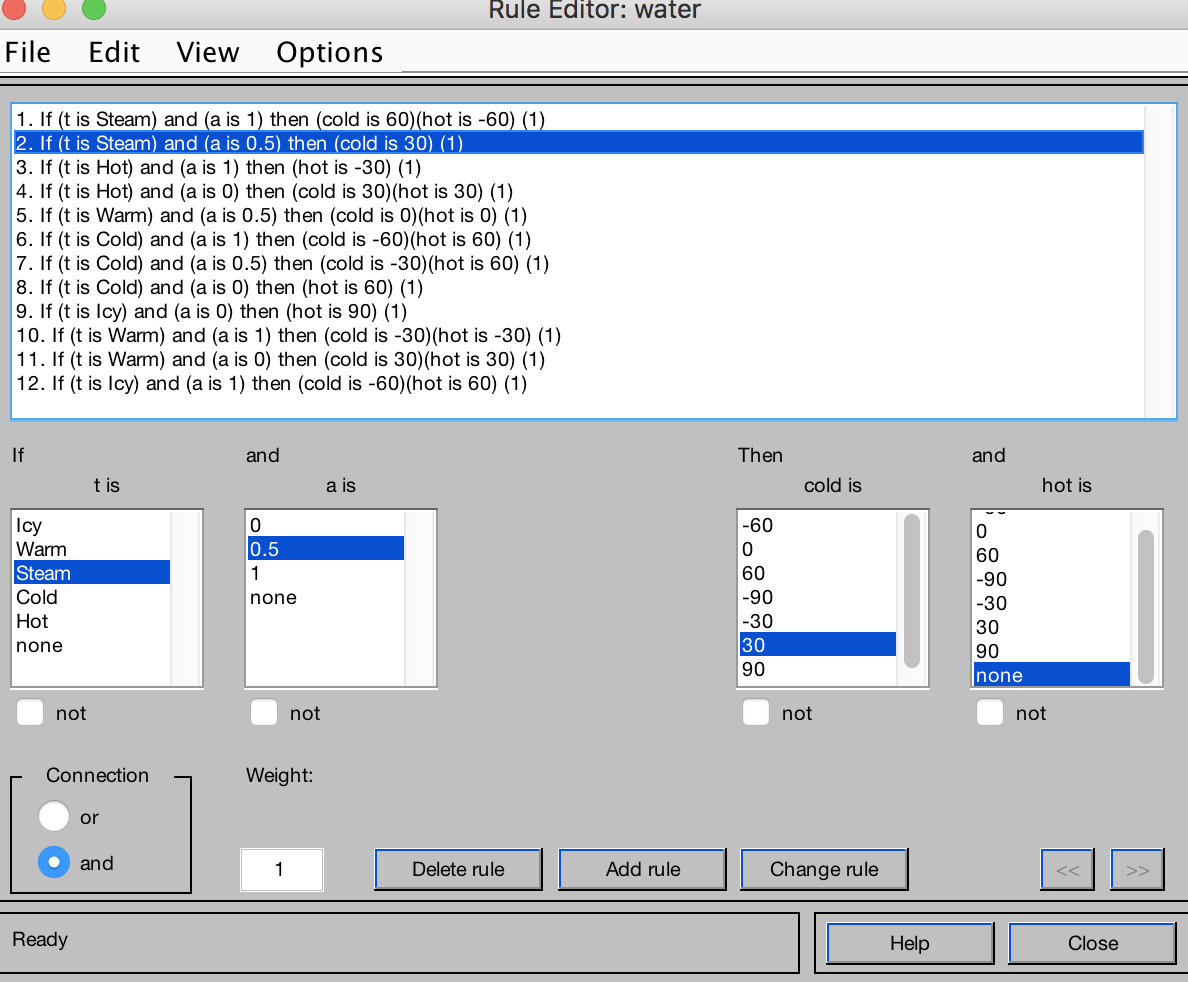 Rule Editor: water
File Edit View Options
1. If (t is Steam) and (a is 1) then (cold is 60)(hot is -60) (1)
2. If (t is Steam) and (a is 0.5) then (cold is 30) (1)
3. If (t is Hot) and (a is 1) then (hot is -30) (1)
4. If (t is Hot) and (a is 0) then (cold is 30)(hot is 30) (1)
5. If (t is Warm) and (a is 0.5) then (cold is 0)(hot is 0) (1)
6. If (t is Cold) and (a is 1) then (cold is -60)(hot is 60) (1)
7. If (t is Cold) and (a is 0.5) then (cold is -30)(hot is 60) (1)
8. If (t is Cold) and (a is 0) then (hot is 60) (1)
9. If (t is Icy) and (a is 0) then (hot is 90) (1)
10. If (t is Warm) and (a is 1) then (cold is -30)(hot is -30) (1)
11. If (t is Warm) and (a is 0) then (cold is 30)(hot is 30) (1)
12. If (t is Icy) and (a is 1) then (cold is -60)(hot is 60) (1)
If
t is
Icy
Warm
Steam
Cold
Hot
none
not
and
a is
0
0.5
1
none
not
Then
cold is
-60
0
60
-90
-30
30
90
not
and
hot is
0
60
-90
-30
30
90
none
not
Connection
or
and
Weight:
1
Delete rule
Add rule
Change rule
<<
>>
Ready
Help
Close